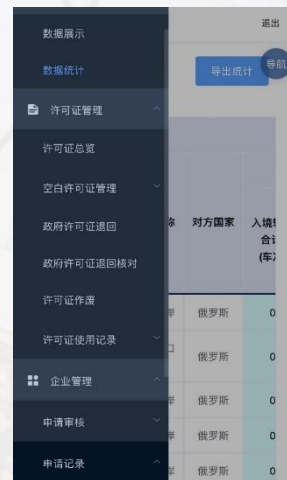 数据展示
退出
数据统计
导出统计
导航
许可证管理
许可证总览
空白许可证管理
政府许可证退回
对方国家
入境
合计
(车
政府许可证退回核对
许可证作废
岸
俄罗斯
0
许可证使用记录
口
俄罗斯
0
企业管理
岸
俄罗斯
0
申请审核
岸
俄罗斯
0
申请记录
岸
俄罗斯
0